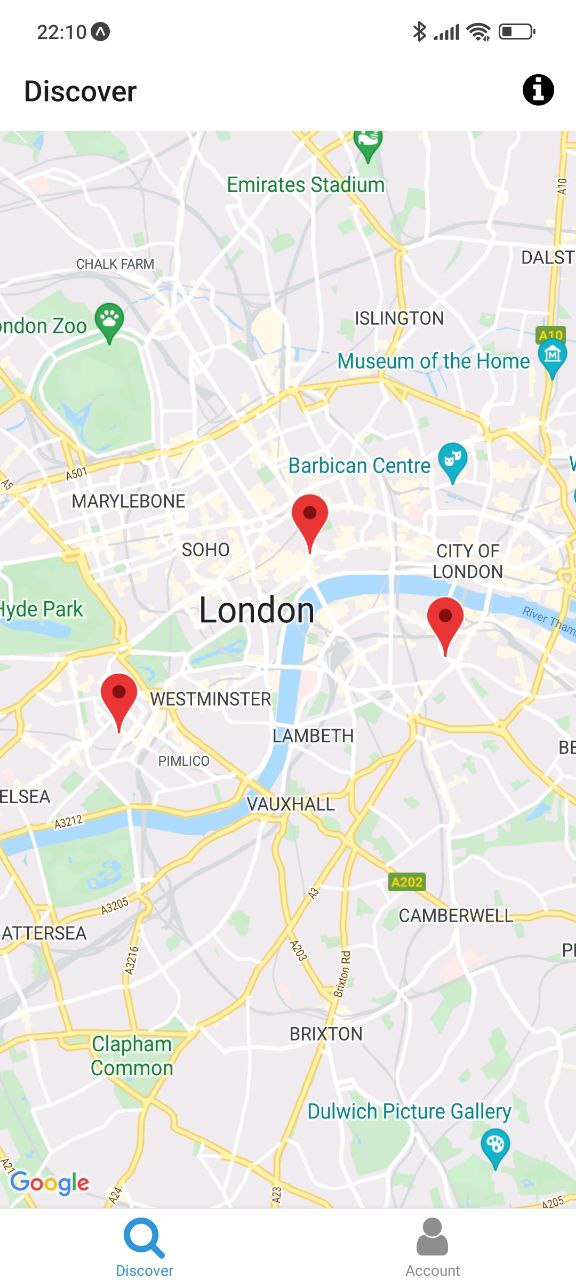 22:10
Discover
Emirates Stadium
A10
CHALK FARM
DALST
ISLINGTON
ondon Zoo
A10
Museum of the Home
Barbican Centre
A501
A5
MARYLEBONE
SOHO
CITY OF
LONDON
Hyde Park
London
River Tham
WESTMINSTER
LAMBETH
BE
PIMLICO
ELSEA
VAUXHALL
A3212
A202
A3
A3205
CAMBERWELL
ATTERSEA
A203
A3216
Brixton Rd
PE
BRIXTON
Clapham
Common
Dulwich Picture Gallery
A21
Google
A24
A23
A205
Discover
Account